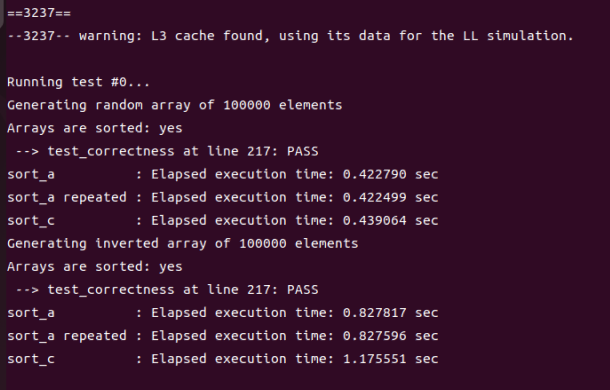 ==3237==
--3237-- warning: L3 cache found, using its data for the LL simulation.
Running test #0...
Generating random array of 100000 elements
Arrays are sorted: yes
 --> test_correctness at line 217: PASS
sort_a          : Elapsed execution time: 0.422790 sec
sort_a repeated : Elapsed execution time: 0.422499 sec
sort_c          : Elapsed execution time: 0.439064 sec
Generating inverted array of 100000 elements
Arrays are sorted: yes
 --> test_correctness at line 217: PASS
sort_a          : Elapsed execution time: 0.827817 sec
sort_a repeated : Elapsed execution time: 0.827596 sec
sort_c          : Elapsed execution time: 1.175551 sec